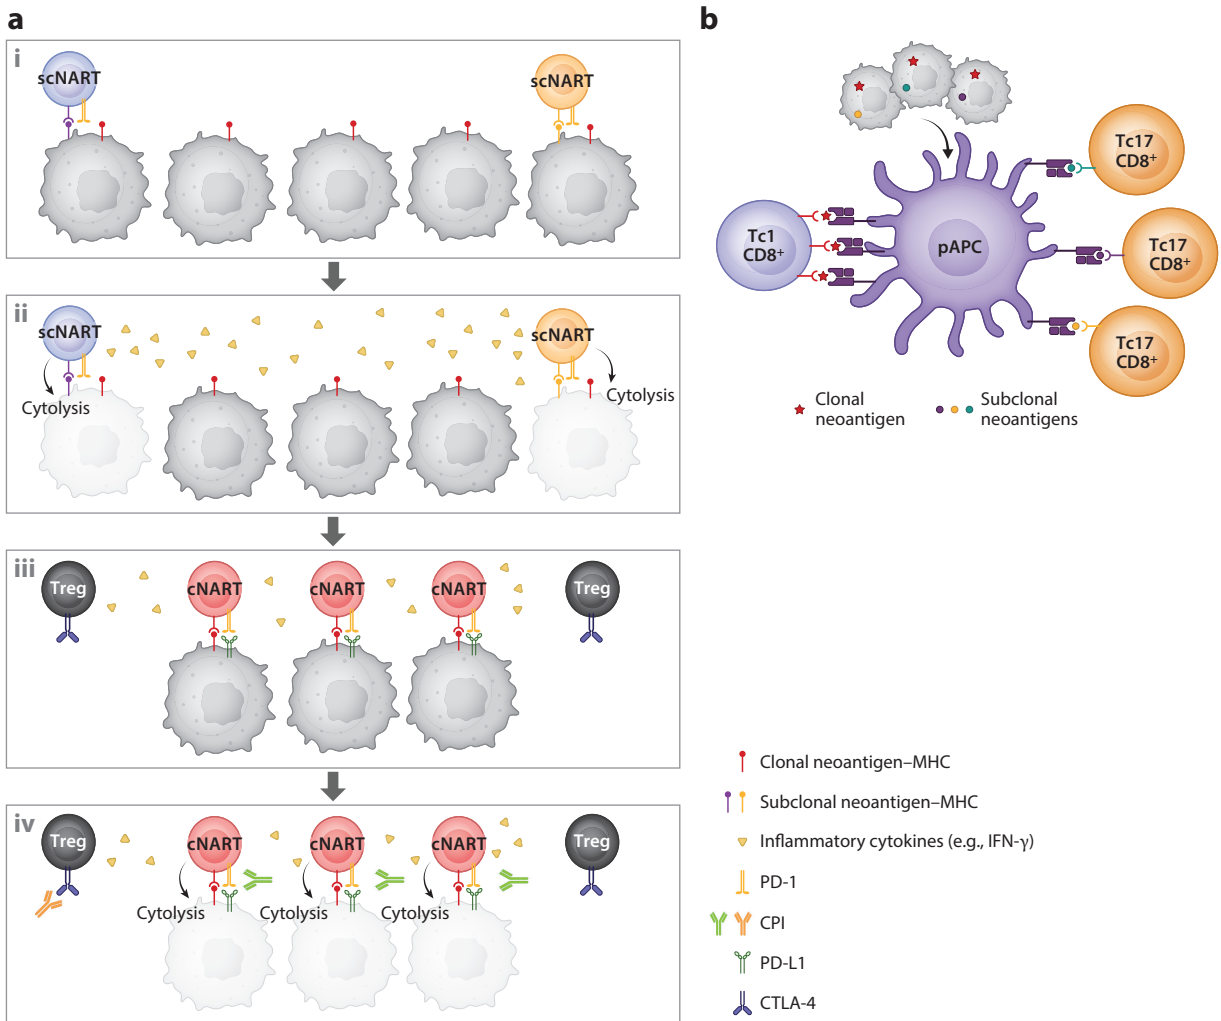 a
i
scNART
scNART
ii
scNART
scNART
Cytolysis
Cytolysis
iii
Treg
cNART
cNART
cNART
Treg
iv
Treg
cNART
cNART
cNART
Treg
Cytolysis
Cytolysis
Cytolysis
b
Tc17
CD8+
Tc1
CD8+
pAPC
Tc17
CD8+
Tc17
CD8+
Clonal
neoantigen
Subclonal
neoantigens
Clonal neoantigen–MHC
Subclonal neoantigen–MHC
Inflammatory cytokines (e.g., IFN-γ)
PD-1
CPI
PD-L1
CTLA-4